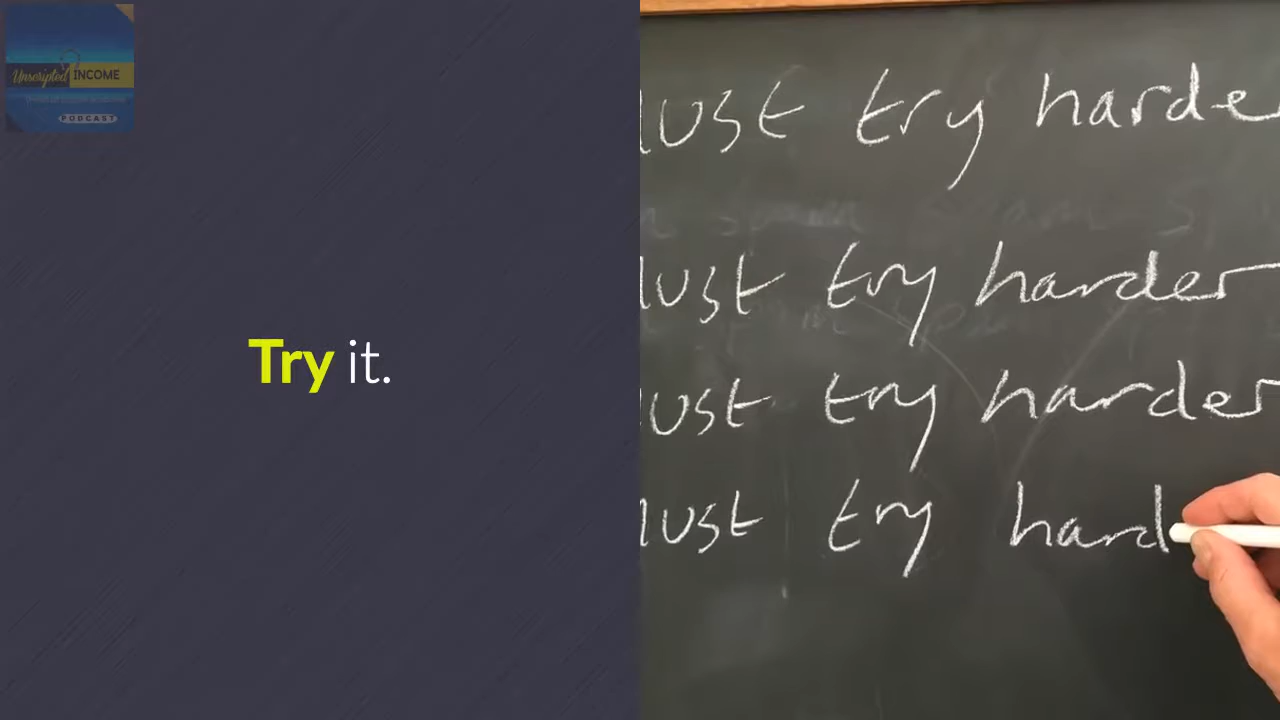 Unscripted INCOME
PODCAST
Try it.
ust try harde
ust try harder
ust try harder
ust try hard